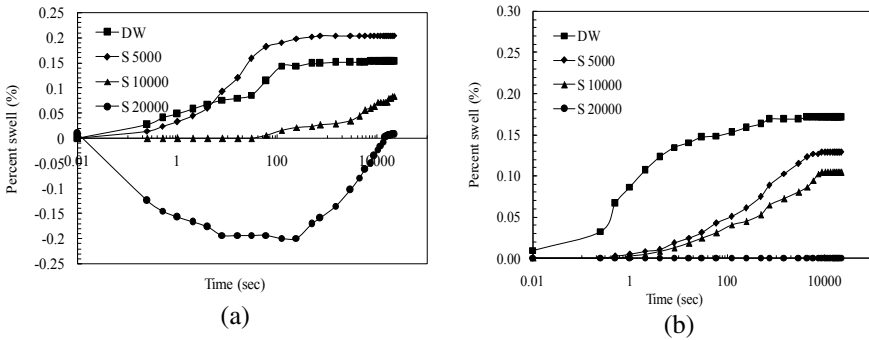 0.25
0.2
0.15
0.1
0.05
0
-0.05
-0.1
-0.15
-0.2
-0.25
Percent swell (%)
0.01
1
100
10000
Time (sec)
DW
S 5000
S 10000
S 20000
(a)
0.30
0.25
0.20
0.15
0.10
0.05
0.00
Percent swell (%)
0.01
1
100
10000
Time (sec)
DW
S 5000
S 10000
S 20000
(b)